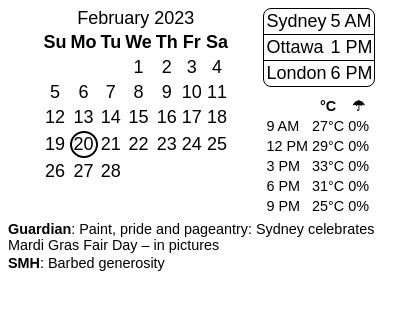 February 2023
Su Mo Tu We Th Fr Sa
1 2 3 4
5 6 7 8 9 10 11
12 13 14 15 16 17 18
19 20 21 22 23 24 25
26 27 28
Sydney 5 AM
Ottawa 1 PM
London 6 PM
°C ☂
9 AM 27°C 0%
12 PM 29°C 0%
3 PM 33°C 0%
6 PM 31°C 0%
9 PM 25°C 0%
Guardian: Paint, pride and pageantry: Sydney celebrates
Mardi Gras Fair Day – in pictures
SMH: Barbed generosity